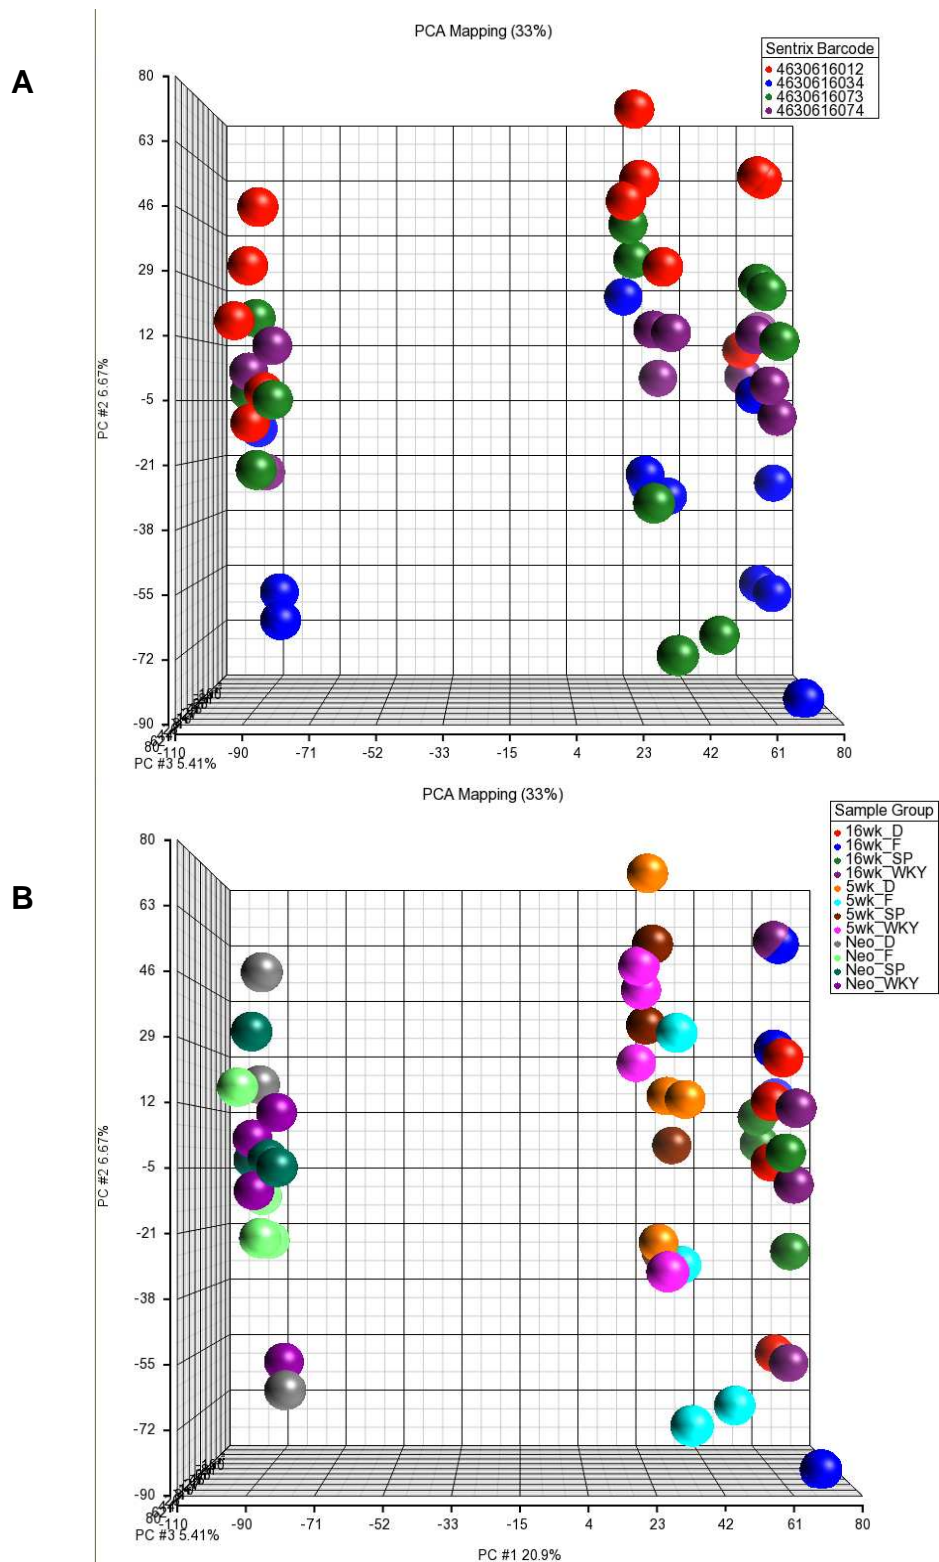 A
PCA Mapping (33%)
Sentrix Barcode
4630616012
4630616034
4630616073
4630616074
80
63
46
29
12
-5
-21
-38
-55
-72
-90
PC #2 6.67%
-110 -90 -71 -52 -33 -15 4 23 42 61 80
PC #3 5.41%
B
PCA Mapping (33%)
Sample Group
16wk_D
16wk_F
16wk_SP
16wk_WKY
5wk_D
5wk_F
5wk_SP
5wk_WKY
Neo_D
Neo_F
Neo_SP
Neo_WKY
80
63
46
29
12
-5
-21
-38
-55
-72
-90
PC #2 6.67%
-110 -90 -71 -52 -33 -15 4 23 42 61 80
PC #3 5.41%
PC #1 20.9%